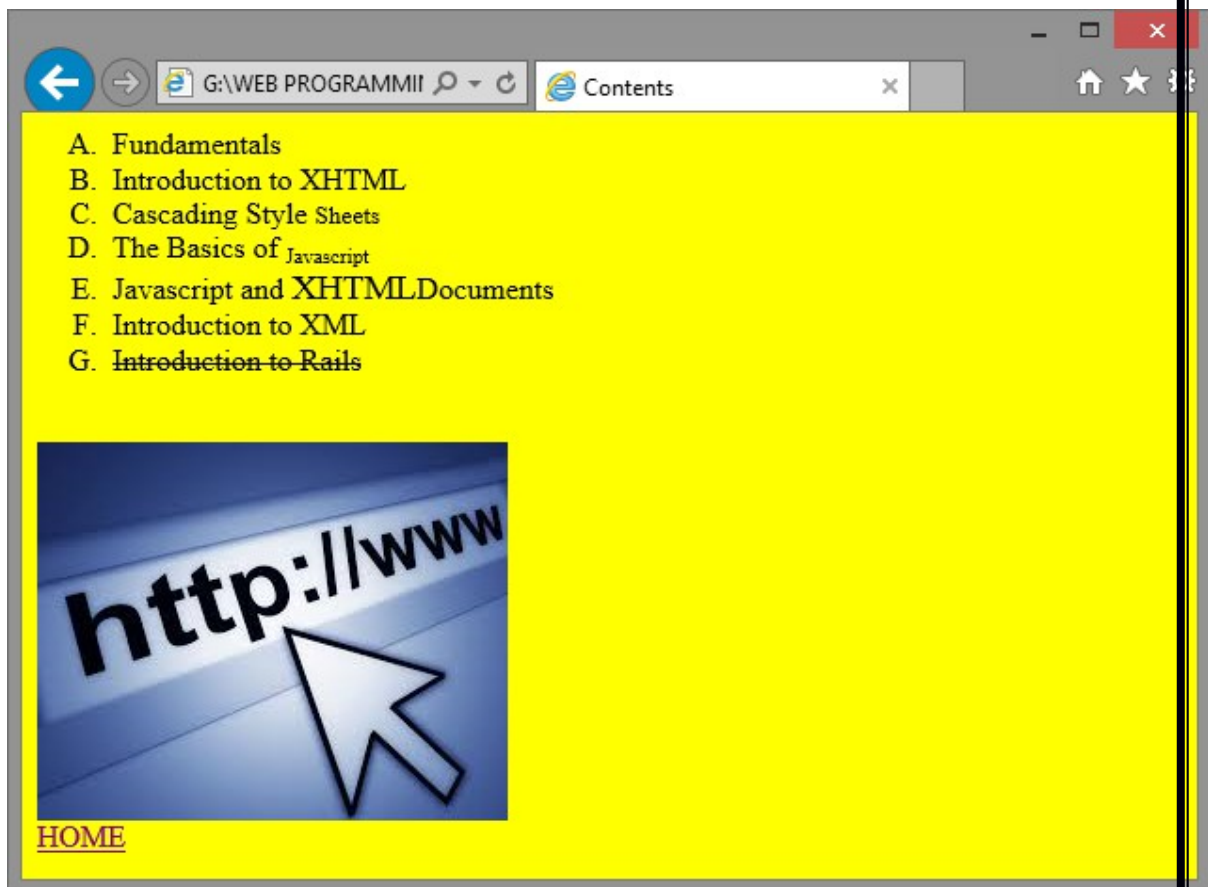 G:\WEB PROGRAMMII
Contents
A. Fundamentals
B. Introduction to XHTML
C. Cascading Style Sheets
D. The Basics of Javascript
E. Javascript and XHTMLDocuments
F. Introduction to XML
G. Introduction to Rails
http://www
HOME